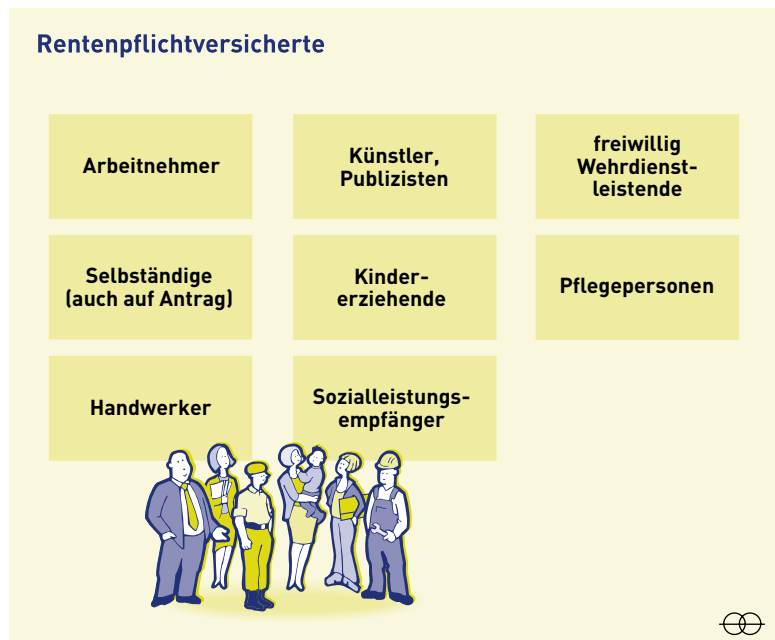 Rentenpflichtversicherte
Arbeitnehmer
Künstler,
Publizisten
freiwillig
Wehrdienst-
leistende
Selbständige
(auch auf Antrag)
Kinder-
erziehende
Pflegepersonen
Handwerker
Sozialleistungs-
empfänger